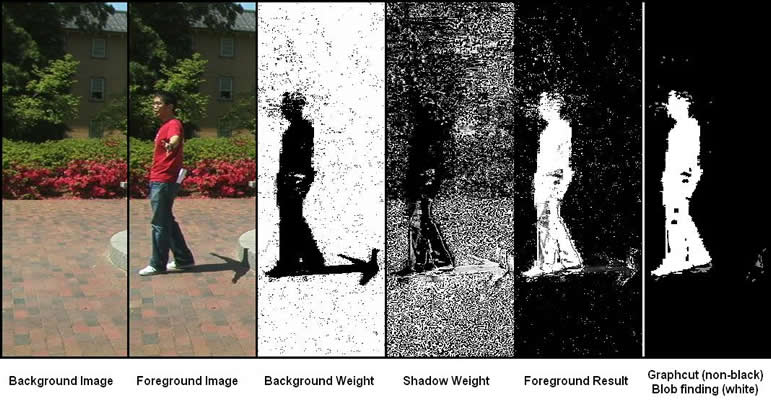 Background Image
Foreground Image
Background Weight
Shadow Weight
Foreground Result
Graphcut (non-black)
Blob finding (white)